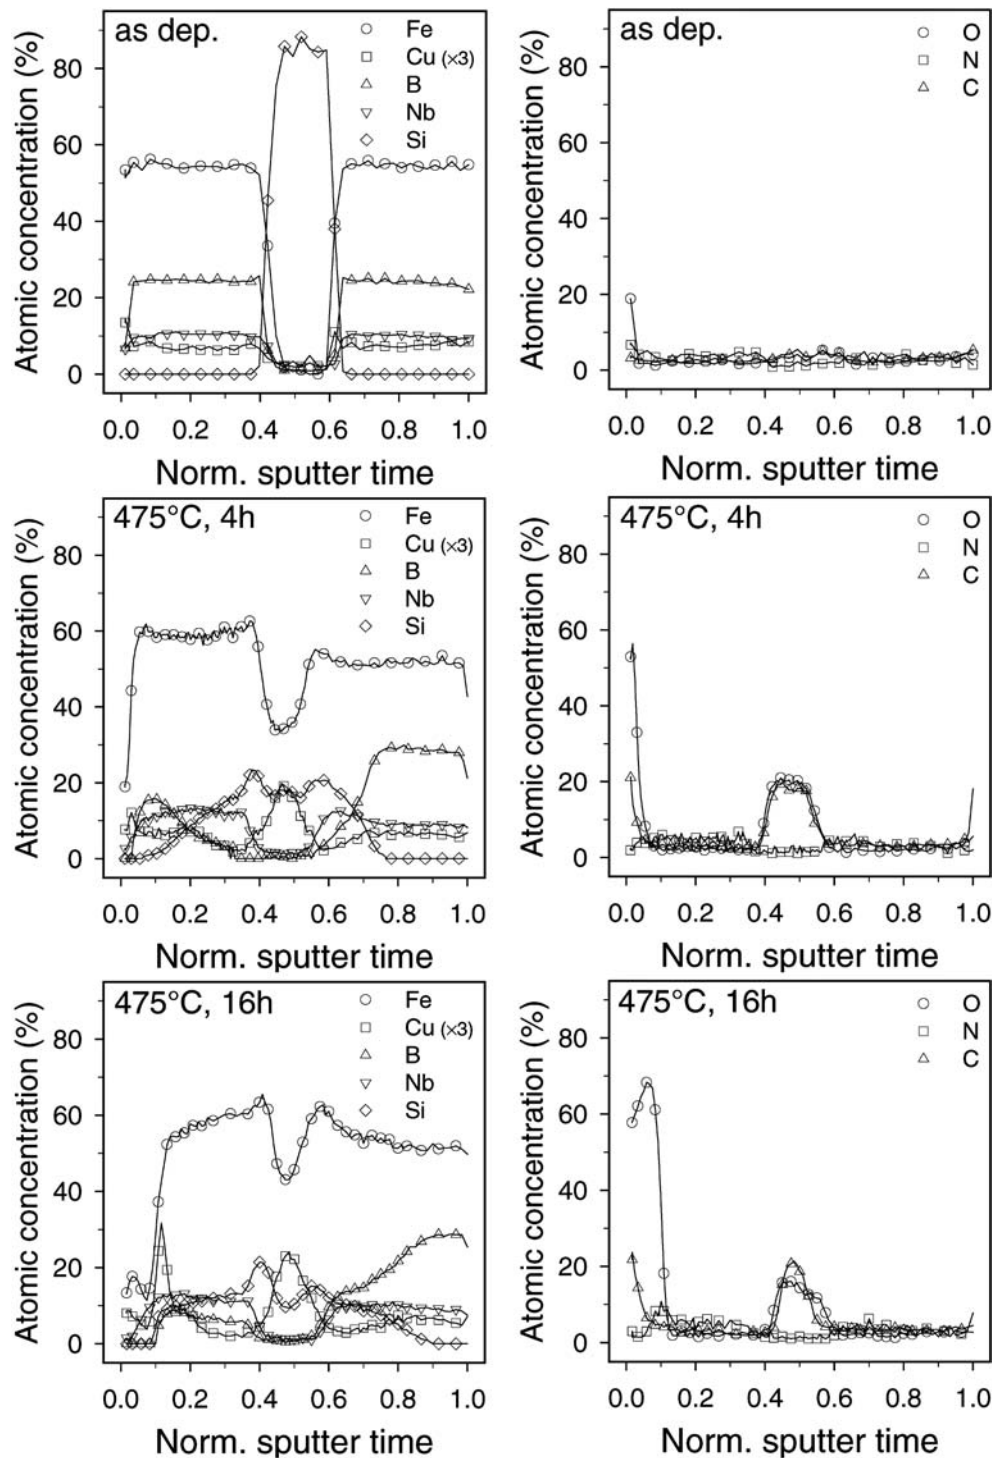 as dep.
Fe
Cu (×3)
B
Nb
Si
Atomic concentration (%)
80
60
40
20
0
0.0 0.2 0.4 0.6 0.8 1.0
Norm. sputter time
as dep.
O
N
C
Atomic concentration (%)
80
60
40
20
0
0.0 0.2 0.4 0.6 0.8 1.0
Norm. sputter time
475°C, 4h
Fe
Cu (×3)
B
Nb
Si
Atomic concentration (%)
80
60
40
20
0
0.0 0.2 0.4 0.6 0.8 1.0
Norm. sputter time
475°C, 4h
O
N
C
Atomic concentration (%)
80
60
40
20
0
0.0 0.2 0.4 0.6 0.8 1.0
Norm. sputter time
475°C, 16h
Fe
Cu (×3)
B
Nb
Si
Atomic concentration (%)
80
60
40
20
0
0.0 0.2 0.4 0.6 0.8 1.0
Norm. sputter time
475°C, 16h
O
N
C
Atomic concentration (%)
80
60
40
20
0
0.0 0.2 0.4 0.6 0.8 1.0
Norm. sputter time